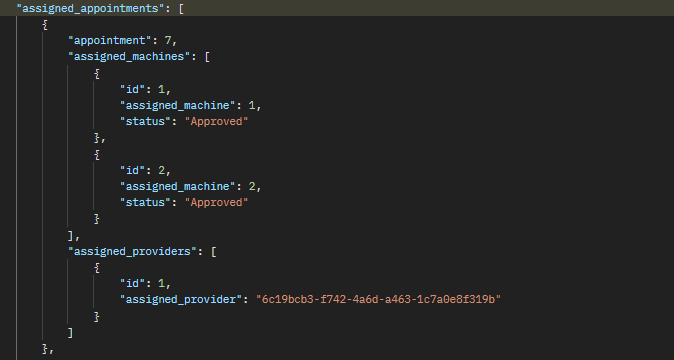 "assigned_appointments": [
{
"appointment": 7,
"assigned_machines": [
{
"id": 1,
"assigned_machine": 1,
"status": "Approved"
},
{
"id": 2,
"assigned_machine": 2,
"status": "Approved"
}
],
"assigned_providers": [
{
"id": 1,
"assigned_provider": "6c19bcb3-f742-4a6d-a463-1c7a0e8f319b"
}
]
},